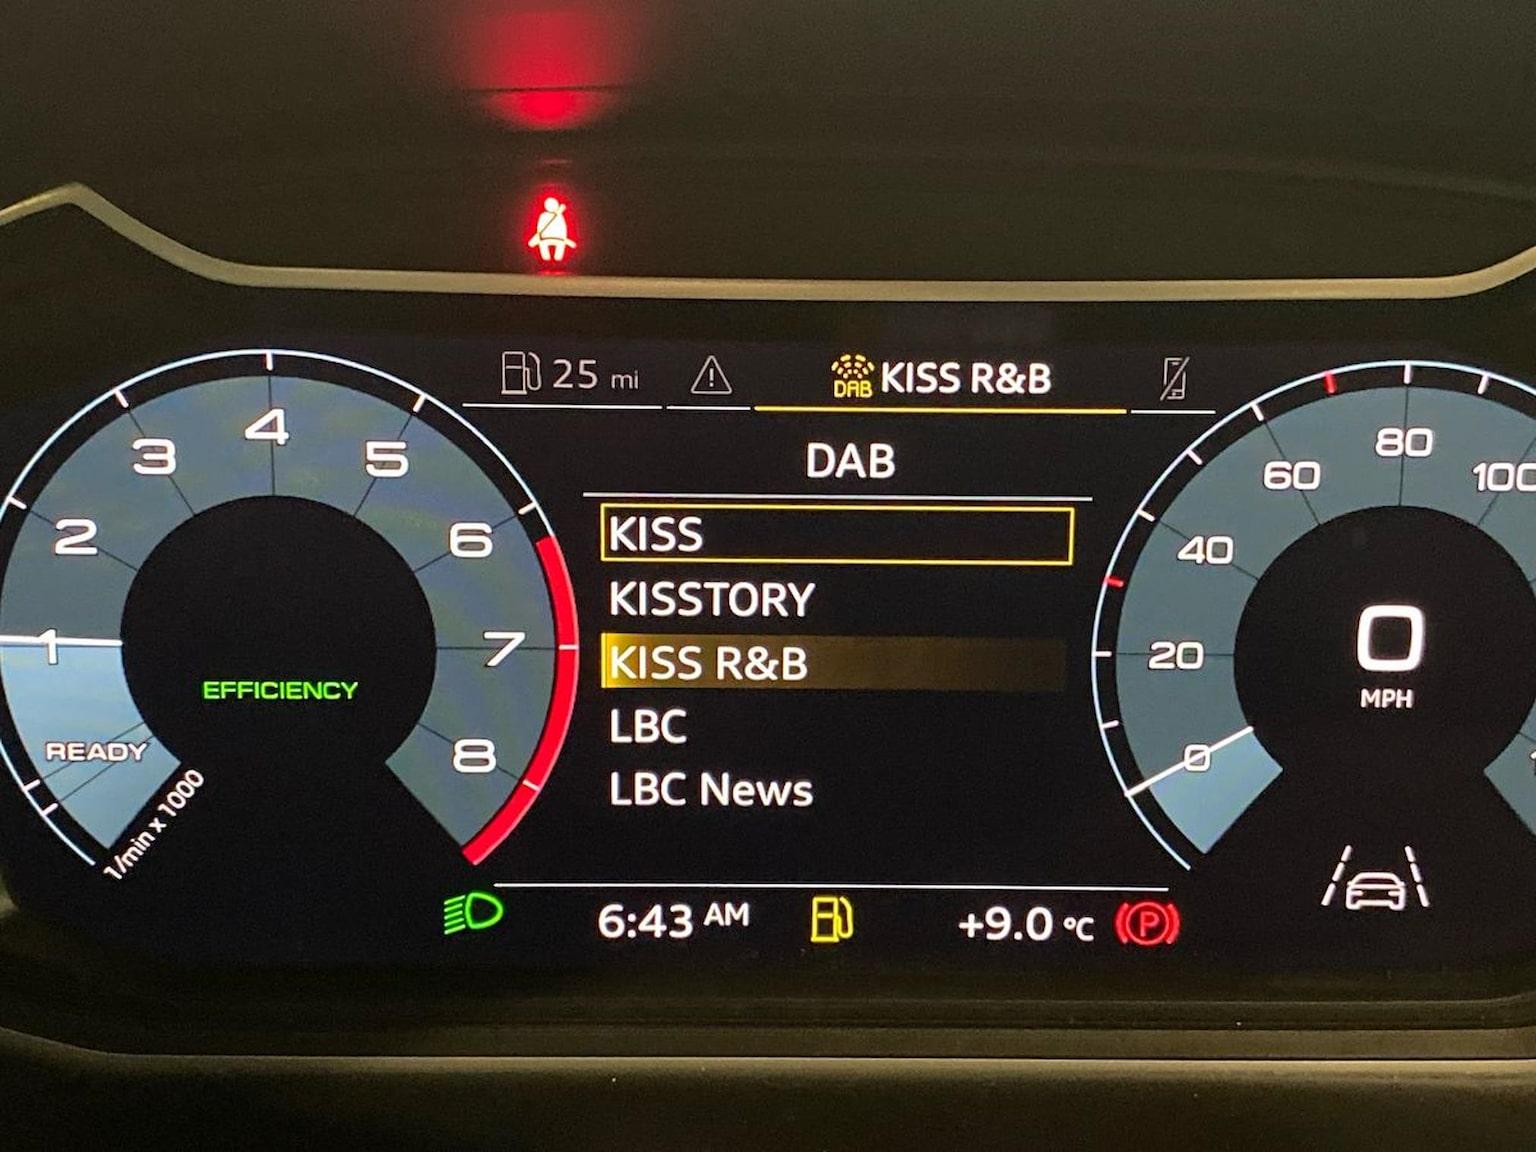 25 mi
DAB KISS R&B
DAB
KISS
KISSTORY
KISS R&B
LBC
LBC News
1 2 3 4 5 6 7 8
EFFICIENCY
READY
1/min x 1000
0 20 40 60 80 100
0
MPH
6:43 AM
+9.0 °C
P